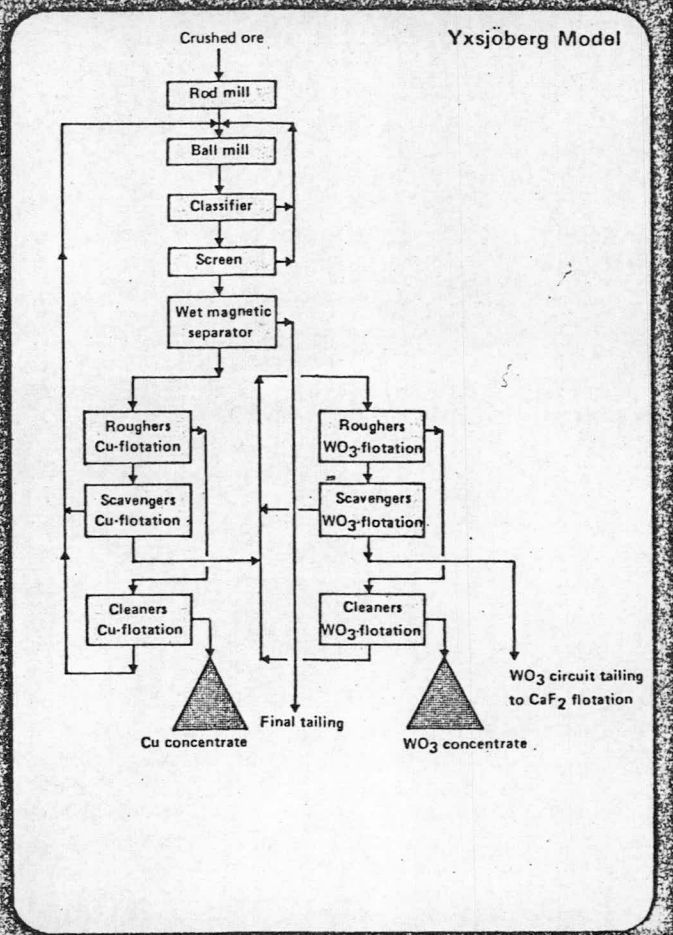 Yxsjöberg Model
Crushed ore
Rod mill
Ball mill
Classifier
Screen
Wet magnetic
separator
Roughers
Cu-flotation
Scavengers
Cu-flotation
Cleaners
Cu-flotation
Roughers
WO3-flotation
Scavengers
WO3-flotation
Cleaners
WO3-flotation
Cu concentrate
Final tailing
WO3 concentrate
WO3 circuit tailing
to CaF2 flotation